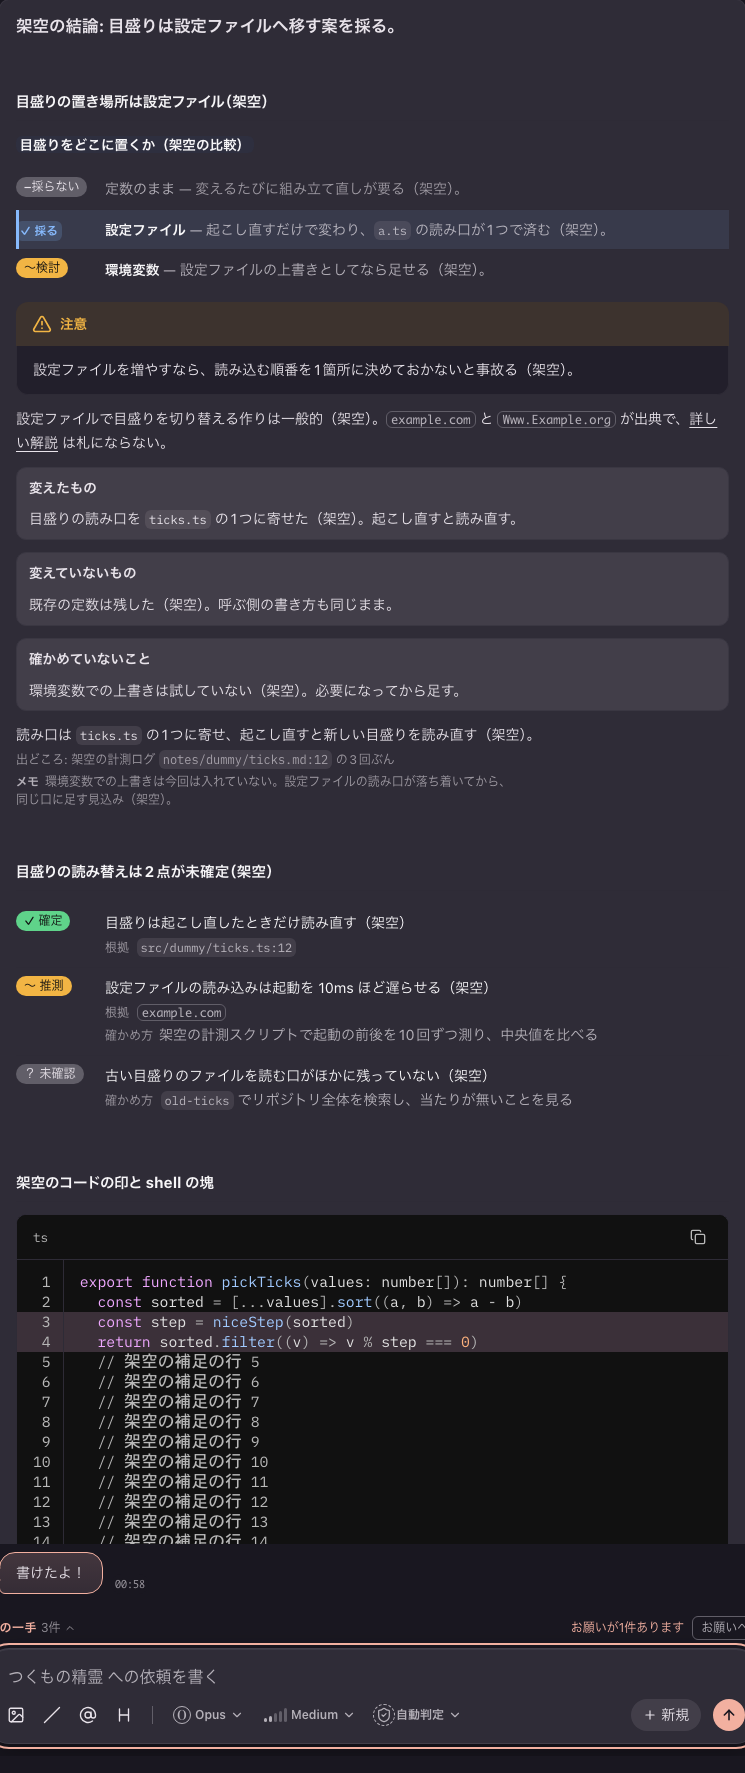 架空の結論: 目盛りは設定ファイルへ移す案を採る。
目盛りの置き場所は設定ファイル(架空)
目盛りをどこに置くか（架空の比較）
−採らない 定数のまま — 変えるたびに組み立て直しが要る（架空）。
✓ 採る 設定ファイル — 起こし直すだけで変わり、 a.ts の読み口が1つで済む（架空）。
〜検討 環境変数 — 設定ファイルの上書きとしてなら足せる（架空）。
注意
設定ファイルを増やすなら、読み込む順番を1箇所に決めておかないと事故る（架空）。
設定ファイルで目盛りを切り替える作りは一般的（架空）。 example.com と Www.Example.org が出典で、詳し
い解説 は札にならない。
変えたもの
目盛りの読み口を ticks.ts の1つに寄せた（架空）。起こし直すと読み直す。
変えていないもの
既存の定数は残した（架空）。呼ぶ側の書き方も同じまま。
確かめていないこと
環境変数での上書きは試していない（架空）。必要になってから足す。
読み口は ticks.ts の1つに寄せ、起こし直すと新しい目盛りを読み直す（架空）。
出どころ: 架空の計測ログ notes/dummy/ticks.md:12 の3回ぶん
メモ 環境変数での上書きは今回は入れていない。設定ファイルの読み口が落ち着いてから、
同じ口に足す見込み（架空）。
目盛りの読み替えは2点が未確定(架空)
✓ 確定 目盛りは起こし直したときだけ読み直す（架空）
根拠 src/dummy/ticks.ts:12
〜 推測 設定ファイルの読み込みは起動を 10ms ほど遅らせる（架空）
根拠 example.com
確かめ方 架空の計測スクリプトで起動の前後を10回ずつ測り、中央値を比べる
? 未確認 古い目盛りのファイルを読む口がほかに残っていない（架空）
確かめ方 old-ticks でリポジトリ全体を検索し、当たりが無いことを見る
架空のコードの印と shell の塊
ts
1 export function pickTicks(values: number[]): number[] {
2 const sorted = [...values].sort((a, b) => a - b)
3 const step = niceStep(sorted)
4 return sorted.filter((v) => v % step === 0)
5 // 架空の補足の行 5
6 // 架空の補足の行 6
7 // 架空の補足の行 7
8 // 架空の補足の行 8
9 // 架空の補足の行 9
10 // 架空の補足の行 10
11 // 架空の補足の行 11
12 // 架空の補足の行 12
13 // 架空の補足の行 13
14 // 架空の補足の行 14
書けたよ！ 00:58
の一手 3件 お願いが1件あります お願いへ
つくもの精霊 への依頼を書く
Opus Medium 自動判定 + 新規